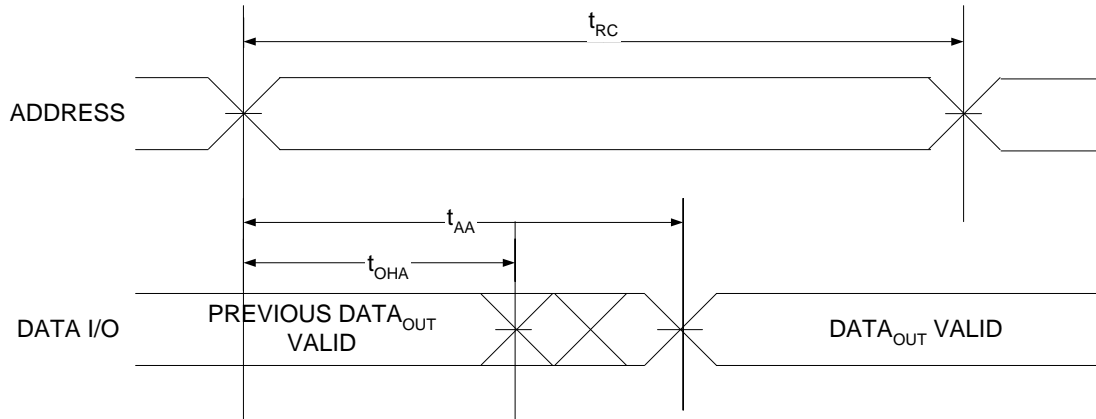 tRC
ADDRESS
tAA
tOHA
DATA I/O
PREVIOUS DATAOUT
VALID
DATAOUT VALID